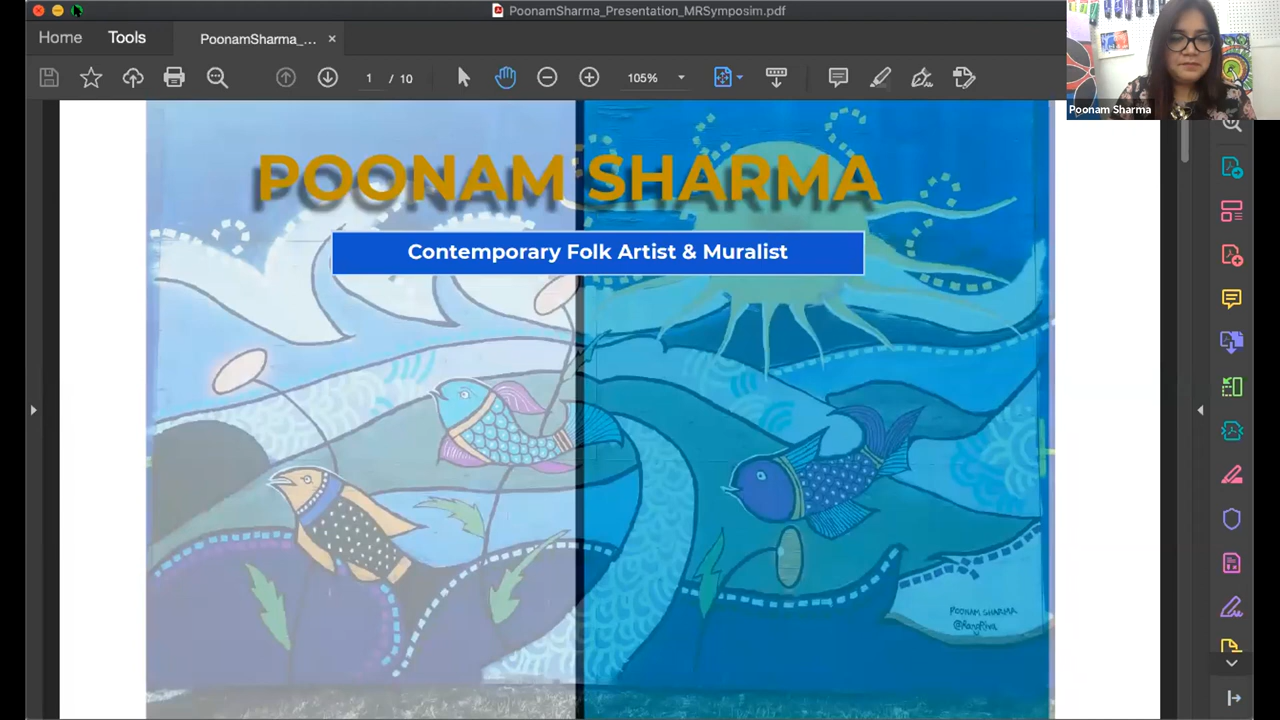 PoonamSharma_Presentation_MRSymposim.pdf
Home
Tools
PoonamSharma_...
1 / 10
105%
Poonam Sharma
POONAM SHARMA
Contemporary Folk Artist & Muralist
POONAM SHARMA